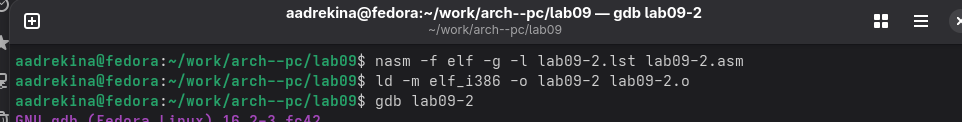 aadrekina@fedora:~/work/arch--pc/lab09 — gdb lab09-2
~/work/arch--pc/lab09
aadrekina@fedora:~/work/arch--pc/lab09$ nasm -f elf -g -l lab09-2.lst lab09-2.asm
aadrekina@fedora:~/work/arch--pc/lab09$ ld -m elf_i386 -o lab09-2 lab09-2.o
aadrekina@fedora:~/work/arch--pc/lab09$ gdb lab09-2
GNU gdb (Fedora Linux) 16.2-3.fc42